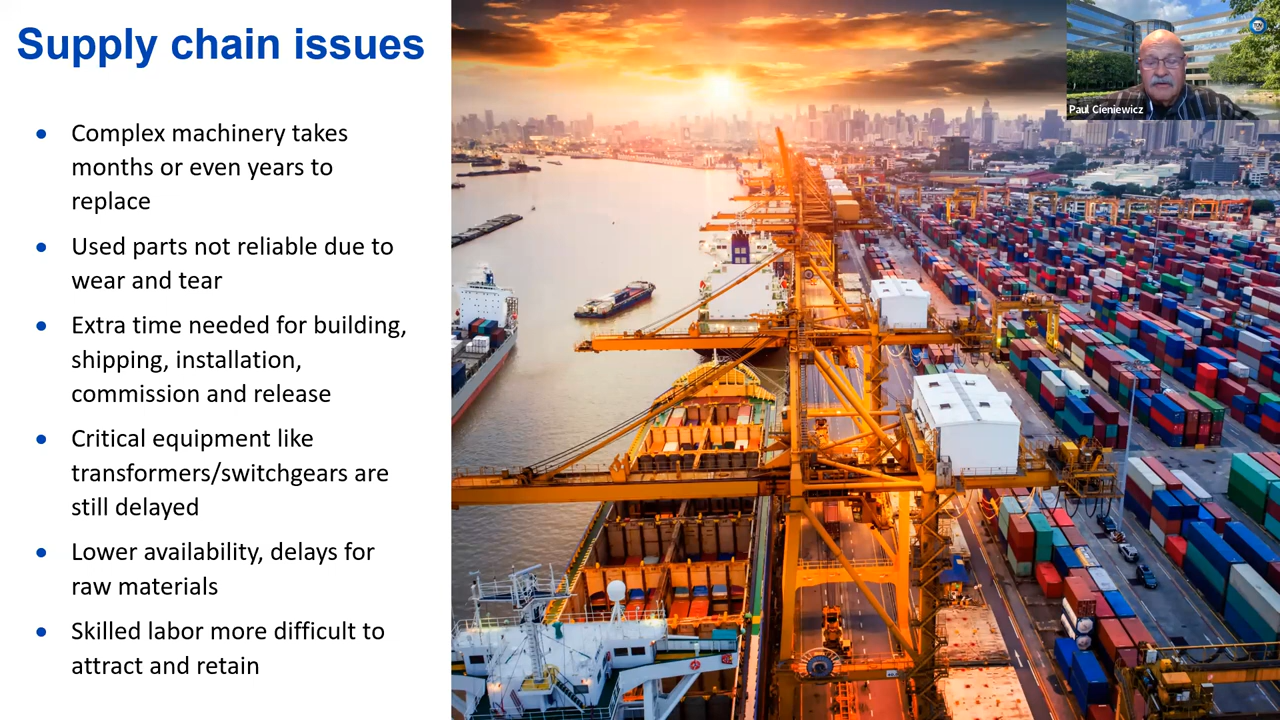 Supply chain issues
Paul Cieniewicz
• Complex machinery takes
months or even years to
replace
• Used parts not reliable due to
wear and tear
• Extra time needed for building,
shipping, installation,
commission and release
• Critical equipment like
transformers/switchgears are
still delayed
• Lower availability, delays for
raw materials
• Skilled labor more difficult to
attract and retain